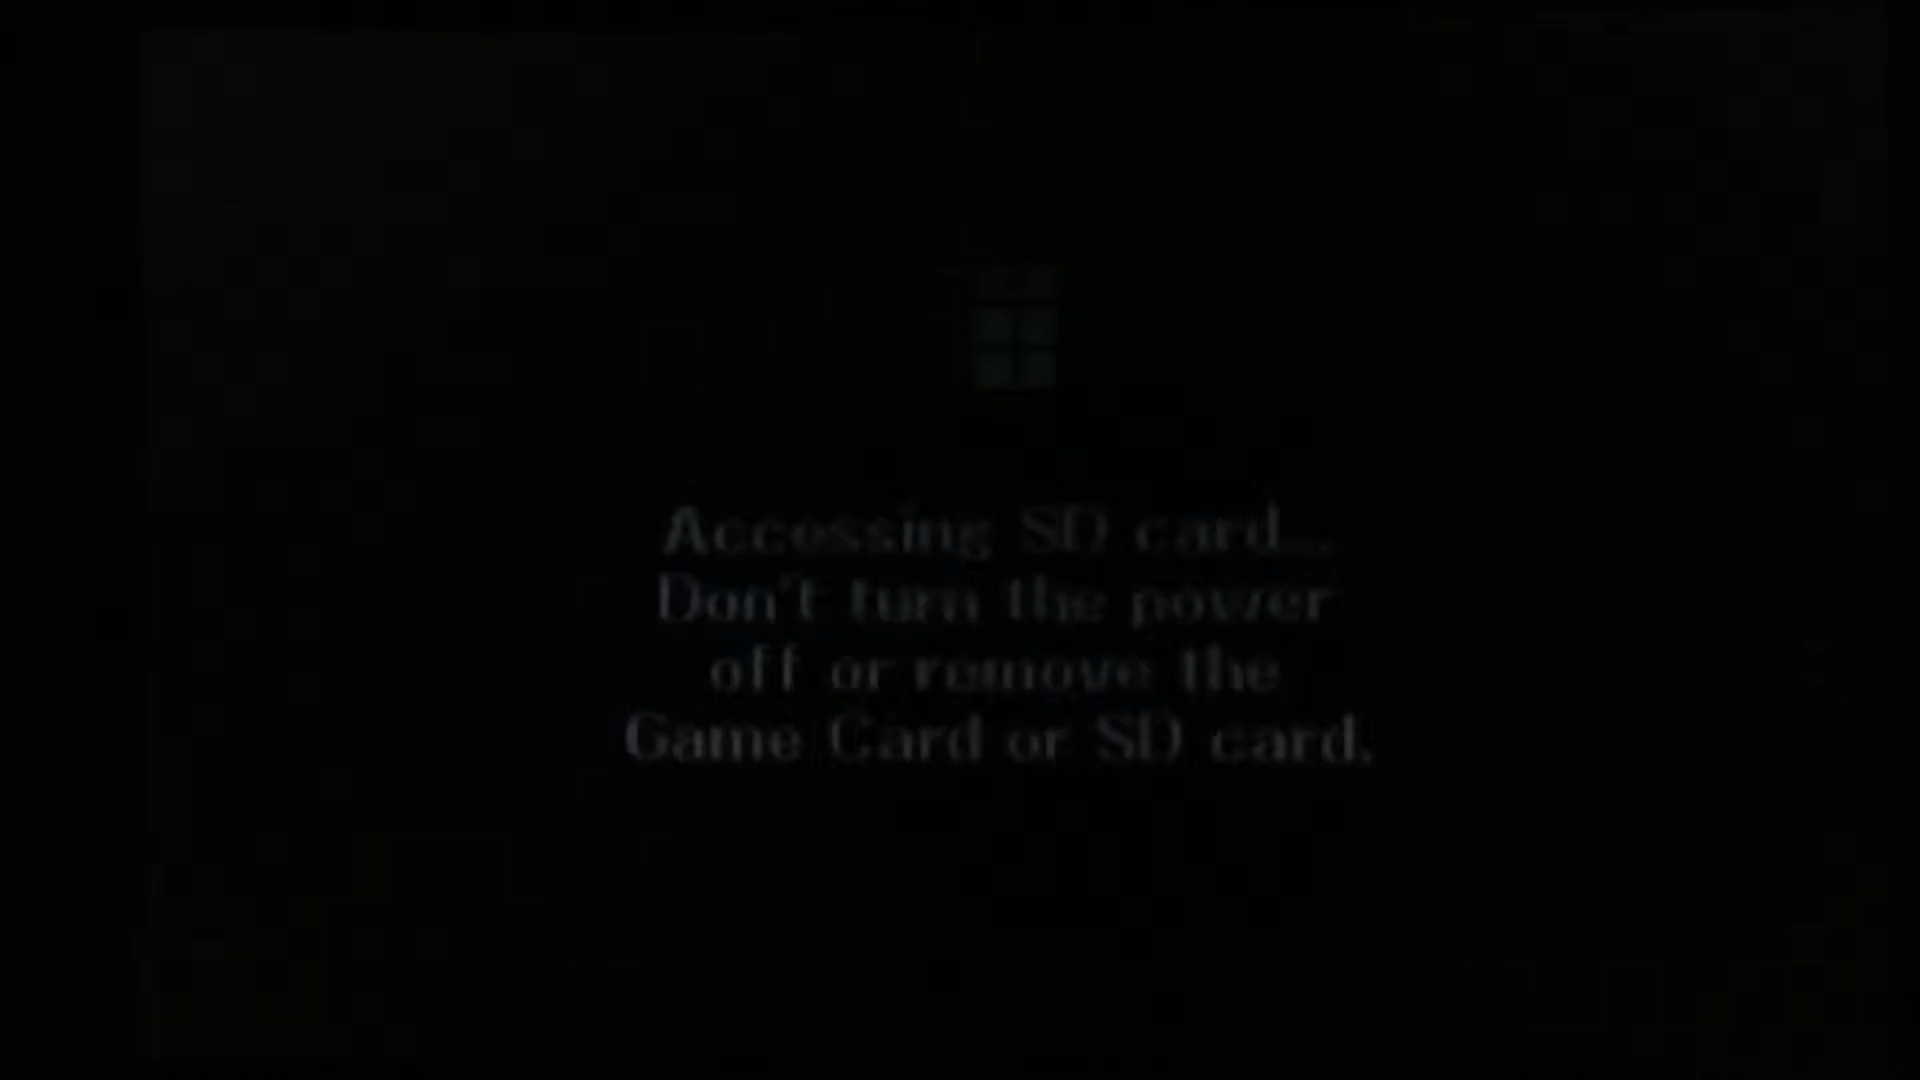 Accessing SD card...
Don't turn the power
off or remove the
Game Card or SD card.